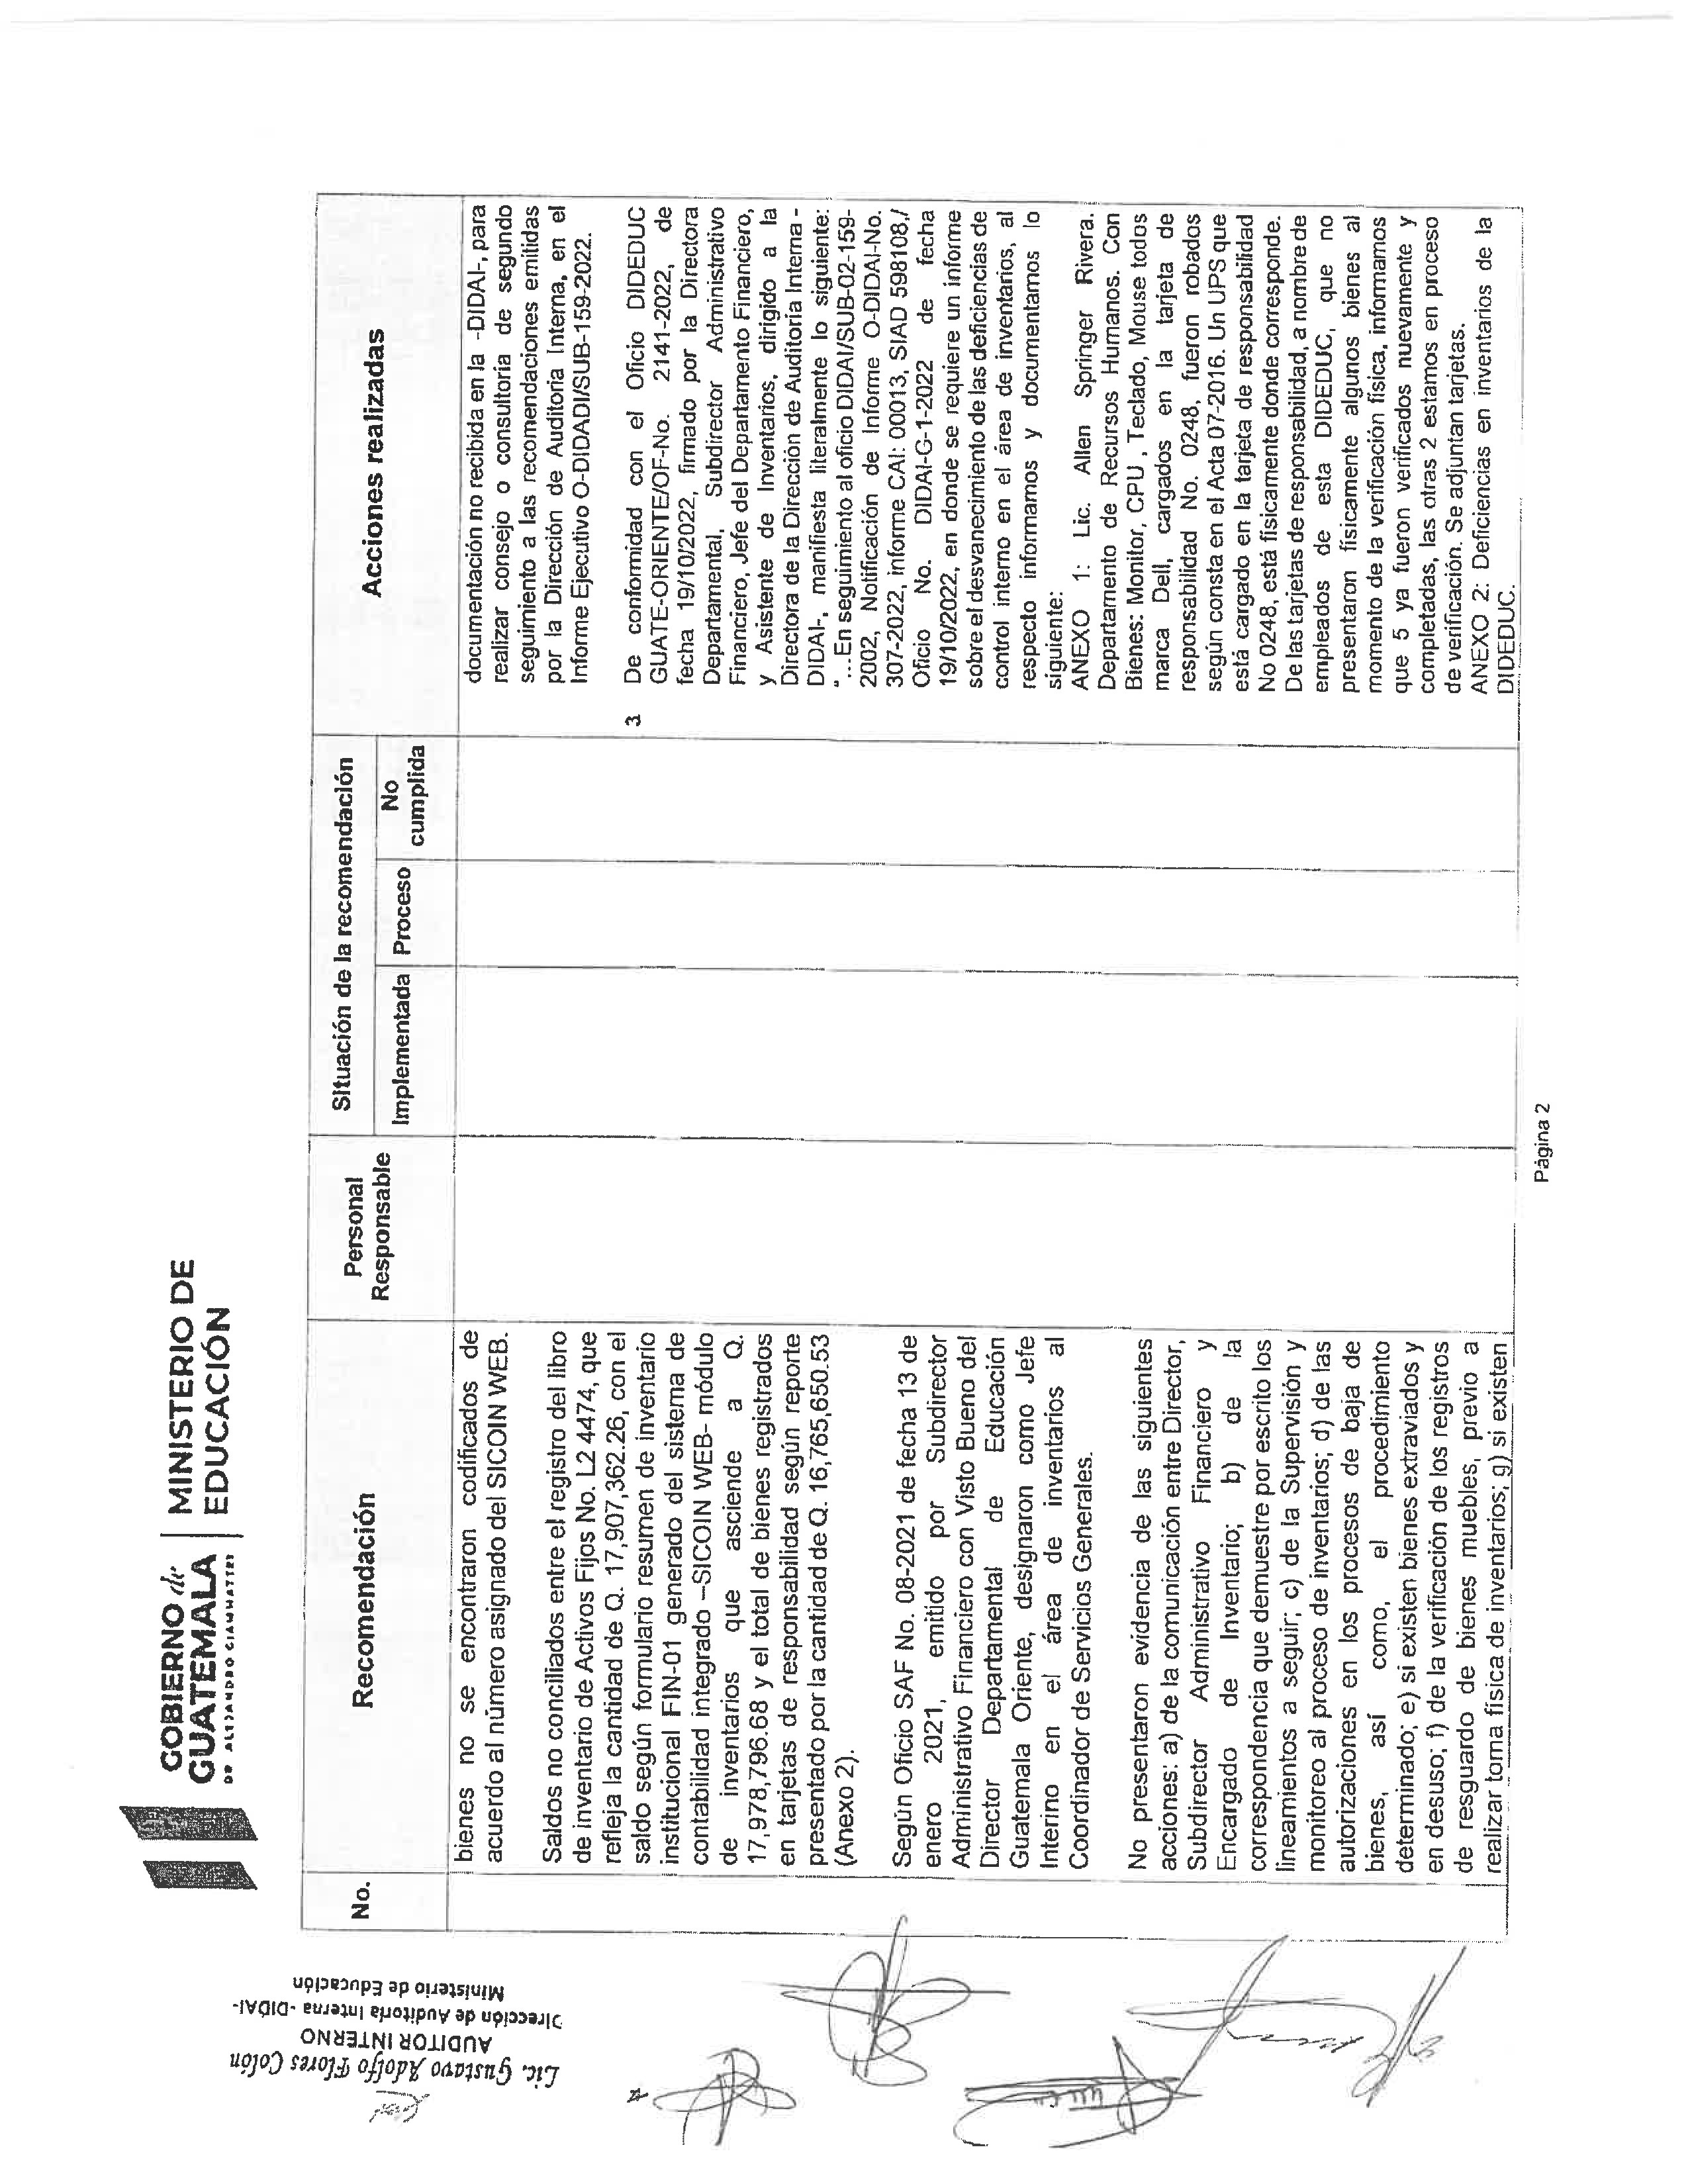 GOBIERNO de
GUATEMALA
DR. ALEJANDRO GIAMMATTEI
MINISTERIO DE
EDUCACIÓN
No.
Recomendación
Personal
Responsable
Situación de la recomendación
Implementada
Proceso
No
cumplida
Acciones realizadas
bienes no se encontraron codificados de
acuerdo al número asignado del SICOIN WEB.
Saldos no conciliados entre el registro del libro
de inventario de Activos Fijos No. L2 4474, que
refleja la cantidad de Q. 17,907,362.26, con el
saldo según formulario resumen de inventario
institucional FIN-01 generado del sistema de
contabilidad integrado –SICOIN WEB- módulo
de inventarios que asciende a Q.
17,978,796.68 y el total de bienes registrados
en tarjetas de responsabilidad según reporte
presentado por la cantidad de Q. 16,765,650.53
(Anexo 2).
Según Oficio SAF No. 08-2021 de fecha 13 de
enero 2021, emitido por Subdirector
Administrativo Financiero con Visto Bueno del
Director Departamental de Educación
Guatemala Oriente, designaron como Jefe
Interino en el área de inventarios al
Coordinador de Servicios Generales.
No presentaron evidencia de las siguientes
acciones: a) de la comunicación entre Director,
Subdirector Administrativo Financiero y
Encargado de Inventario; b) de la
correspondencia que demuestre por escrito los
lineamientos a seguir; c) de la Supervisión y
monitoreo al proceso de inventarios; d) de las
autorizaciones en los procesos de baja de
bienes, así como, el procedimiento
determinado; e) si existen bienes extraviados y
en desuso; f) de la verificación de los registros
de resguardo de bienes muebles, previo a
realizar toma física de inventarios; g) si existen
documentación no recibida en la -DIDAI-, para
realizar consejo o consultoría de segundo
seguimiento a las recomendaciones emitidas
por la Dirección de Auditoría Interna, en el
Informe Ejecutivo O-DIDADI/SUB-159-2022.
3. De conformidad con el Oficio DIDEDUC
GUATE-ORIENTE/OF-No. 2141-2022, de
fecha 19/10/2022, firmado por la Directora
Departamental, Subdirector Administrativo
Financiero, Jefe del Departamento Financiero,
y Asistente de Inventarios, dirigido a la
Directora de la Dirección de Auditoría Interna -
DIDAI-, manifiesta literalmente lo siguiente:
"...En seguimiento al oficio DIDAI/SUB-02-159-
2002, Notificación de Informe O-DIDAI-No.
307-2022, informe CAI: 00013, SIAD 598108,/
Oficio No. DIDAI-G-1-2022 de fecha
19/10/2022, en donde se requiere un informe
sobre el desvanecimiento de las deficiencias de
control interno en el área de inventarios, al
respecto informamos y documentamos lo
siguiente:
ANEXO 1: Lic. Allen Springer Rivera.
Departamento de Recursos Humanos. Con
Bienes: Monitor, CPU , Teclado, Mouse todos
marca Dell, cargados en la tarjeta de
responsabilidad No. 0248, fueron robados
según consta en el Acta 07-2016. Un UPS que
está cargado en la tarjeta de responsabilidad
No 0248, está físicamente donde corresponde.
De las tarjetas de responsabilidad, a nombre de
empleados de esta DIDEDUC, que no
presentaron físicamente algunos bienes al
momento de la verificación física, informamos
que 5 ya fueron verificados nuevamente y
completadas, las otras 2 estamos en proceso
de verificación. Se adjuntan tarjetas.
ANEXO 2: Deficiencias en inventarios de la
DIDEDUC.
Página 2
Lic. Gustavo Adolfo Flores Colón
AUDITOR INTERNO
Dirección de Auditoría Interna -DIDAI-
Ministerio de Educación